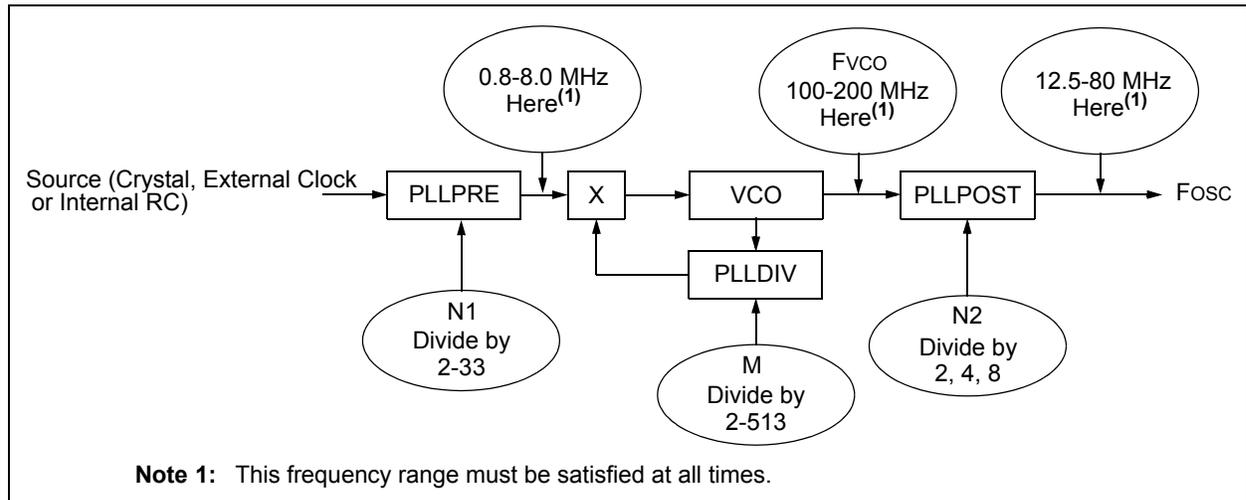 0.8-8.0 MHz
Here(1)
FVCO
100-200 MHz
Here(1)
12.5-80 MHz
Here(1)
Source (Crystal, External Clock
or Internal RC)
PLLPRE
X
VCO
PLLPOST
FOSC
PLLDIV
N1
Divide by
2-33
M
Divide by
2-513
N2
Divide by
2, 4, 8
Note 1: This frequency range must be satisfied at all times.